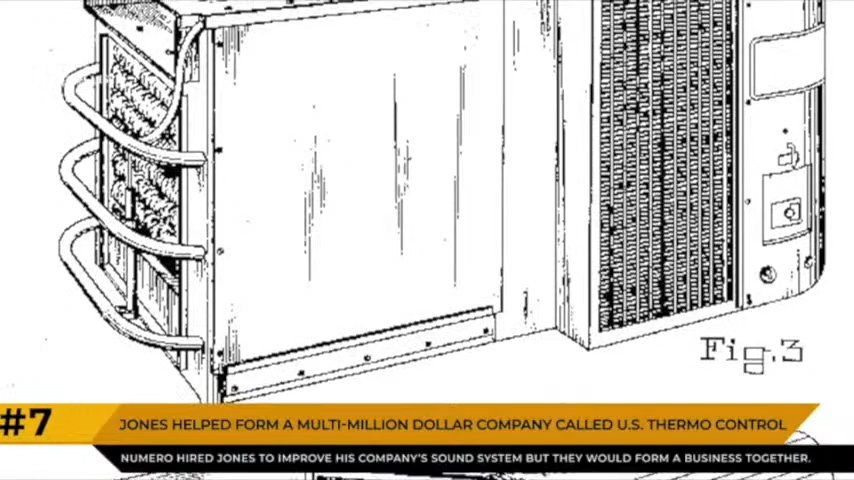 Fig.3
#7
JONES HELPED FORM A MULTI-MILLION DOLLAR COMPANY CALLED U.S. THERMO CONTROL
NUMERO HIRED JONES TO IMPROVE HIS COMPANY'S SOUND SYSTEM BUT THEY WOULD FORM A BUSINESS TOGETHER.